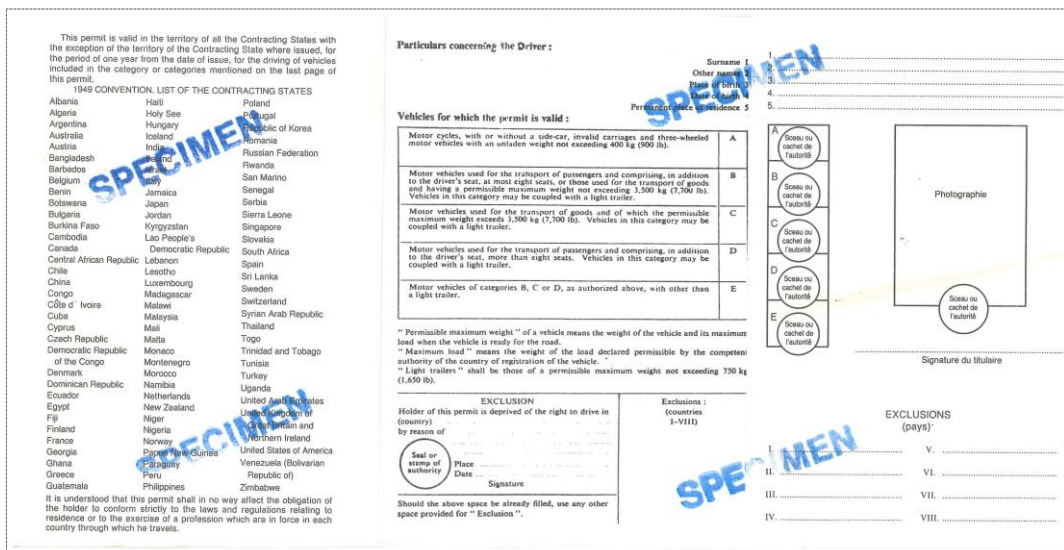 This permit is valid in the territory of all the Contracting States with
the exception of the territory of the Contracting State where issued, for
the period of one year from the date of issue, for the driving of vehicles
included in the category or categories mentioned on the last page of
this permit.
1949 CONVENTION. LIST OF THE CONTRACTING STATES
Albania
Algeria
Argentina
Australia
Austria
Bangladesh
Barbados
Belgium
Benin
Botswana
Bulgaria
Burkina Faso
Cambodia
Canada
Central African Republic
Chile
China
Congo
Côte d' Ivoire
Cuba
Cyprus
Czech Republic
Democratic Republic
of the Congo
Denmark
Dominican Republic
Ecuador
Egypt
Fiji
Finland
France
Georgia
Ghana
Greece
Guatemala
Haiti
Holy See
Hungary
Iceland
India
Ireland
Israel
Italy
Jamaica
Japan
Jordan
Kyrgyzstan
Lao People's
Democratic Republic
Lebanon
Lesotho
Luxembourg
Madagascar
Malawi
Malaysia
Mali
Malta
Monaco
Montenegro
Morocco
Namibia
Netherlands
New Zealand
Niger
Nigeria
Norway
Papua New Guinea
Paraguay
Peru
Philippines
Poland
Portugal
Republic of Korea
Romania
Russian Federation
Rwanda
San Marino
Senegal
Serbia
Sierra Leone
Singapore
Slovakia
South Africa
Spain
Sri Lanka
Sweden
Switzerland
Syrian Arab Republic
Thailand
Togo
Trinidad and Tobago
Tunisia
Turkey
Uganda
United Arab Emirates
United Kingdom of
Great Britain and
Northern Ireland
United States of America
Venezuela (Bolivarian
Republic of)
Zimbabwe
It is understood that this permit shall in no way affect the obligation of
the holder to conform strictly to the laws and regulations relating to
residence or to the exercise of a profession which are in force in each
country through which he travels.
SPECIMEN
SPECIMEN
Particulars concerning the Driver :
Surname 1
Other names 2
Place of birth 3
Date of birth 4
Permanent place of residence 5
SPECIMEN
Vehicles for which the permit is valid :
Motor cycles, with or without a side-car, invalid carriages and three-wheeled
motor vehicles with an unladen weight not exceeding 400 kg (900 lb).
A
Motor vehicles used for the transport of passengers and comprising, in addition
to the driver's seat, at most eight seats, or those used for the transport of goods
and having a permissible maximum weight not exceeding 3,500 kg (7,700 lb).
Vehicles in this category may be coupled with a light trailer.
B
Motor vehicles used for the transport of goods and of which the permissible
maximum weight exceeds 3,500 kg (7,700 lb). Vehicles in this category may be
coupled with a light trailer.
C
Motor vehicles used for the transport of passengers and comprising, in addition
to the driver's seat, more than eight seats. Vehicles in this category may be
coupled with a light trailer.
D
Motor vehicles of categories B, C or D, as authorized above, with other than
a light trailer.
E
" Permissible maximum weight " of a vehicle means the weight of the vehicle and its maximum
load when the vehicle is ready for the road.
" Maximum load " means the weight of the load declared permissible by the competent
authority of the country of registration of the vehicle.
" Light trailers " shall be those of a permissible maximum weight not exceeding 750 kg
(1,650 lb).
EXCLUSION
Holder of this permit is deprived of the right to drive in
(country)
by reason of
Seal or
stamp of
authority
Place
Date
Signature
Should the above space be already filled, use any other
space provided for " Exclusion ".
Exclusions :
(countries
I-VIII)
SPECIMEN
1.
2.
3.
4.
5.
A
Sceau ou
cachet de
l'autorité
B
Sceau ou
cachet de
l'autorité
C
Sceau ou
cachet de
l'autorité
D
Sceau ou
cachet de
l'autorité
E
Sceau ou
cachet de
l'autorité
Photographie
Sceau ou
cachet de
l'autorité
Signature du titulaire
EXCLUSIONS
(pays)
I.
II.
III.
IV.
V.
VI.
VII.
VIII.